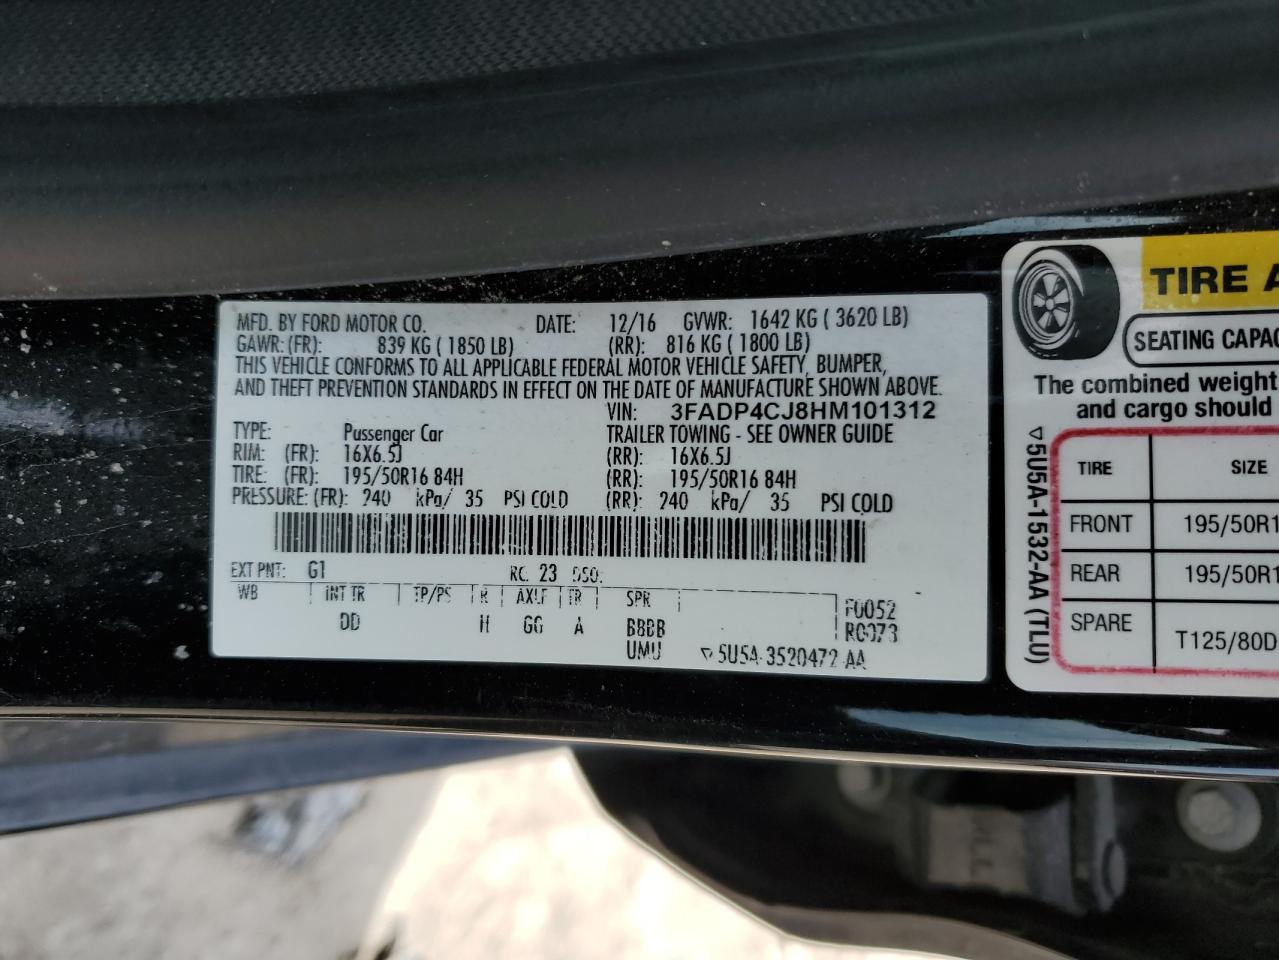 MFD. BY FORD MOTOR CO. DATE: 12/16 GVWR: 1642 KG ( 3620 LB)
GAWR: (FR): 839 KG ( 1850 LB) (RR): 816 KG ( 1800 LB)
THIS VEHICLE CONFORMS TO ALL APPLICABLE FEDERAL MOTOR VEHICLE SAFETY, BUMPER,
AND THEFT PREVENTION STANDARDS IN EFFECT ON THE DATE OF MANUFACTURE SHOWN ABOVE.
VIN: 3FADP4CJ8HM101312
TYPE: Passenger Car TRAILER TOWING - SEE OWNER GUIDE
RIM: (FR): 16X6.5J (RR): 16X6.5J
TIRE: (FR): 195/50R16 84H (RR): 195/50R16 84H
PRESSURE: (FR): 240 kPa/ 35 PSI COLD (RR): 240 kPa/ 35 PSI COLD
EXT PNT: G1 RC: 23 DSO:
WB INT TR TP/PS R AXLE TR SPR
DD H GG A B8BB
UMU
F0052
R0073
▽5U5A-3520472-AA
TIRE A
SEATING CAPAC
The combined weight
and cargo should
TIRE SIZE
FRONT 195/50R1
REAR 195/50R1
SPARE T125/80D
▽5U5A-1532-AA (TLU)